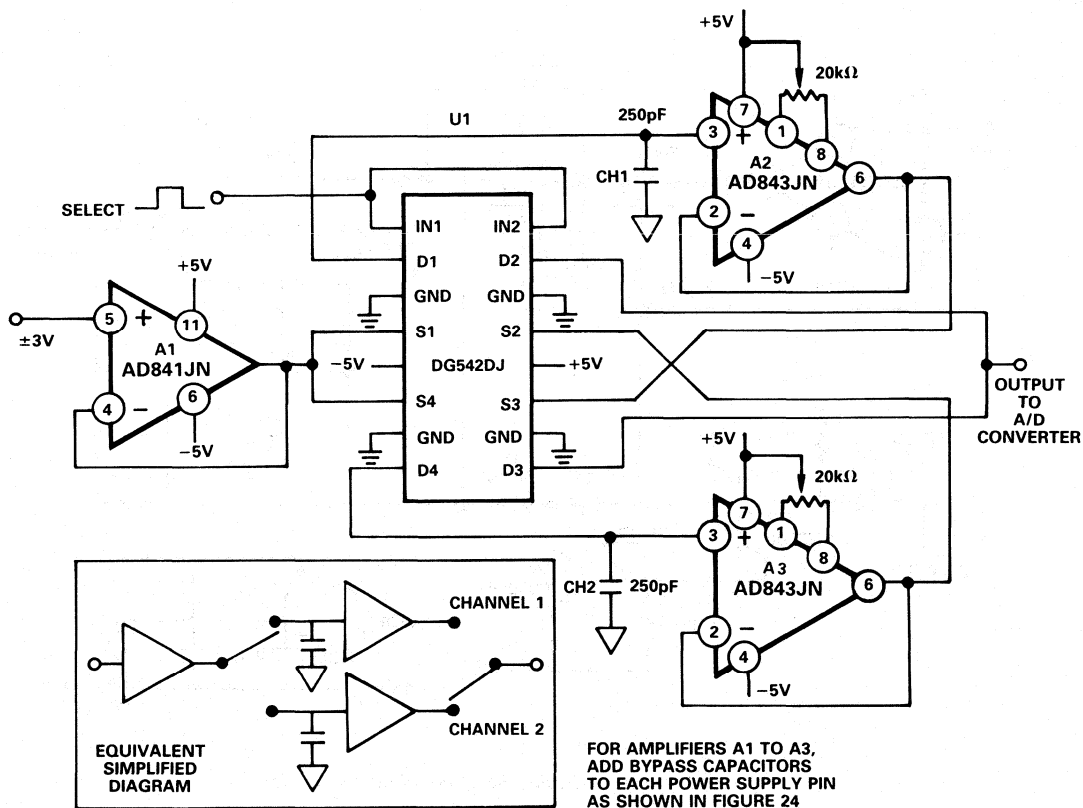 +5V
20kΩ
7
250pF
U1
3
+
1
A2
AD843JN
8
6
CH1
2
−
4
−5V
SELECT
IN1
IN2
D1
D2
GND
GND
S1
S2
−5V
DG542DJ
+5V
S4
S3
GND
GND
D4
D3
+5V
5
+
11
±3V
A1
AD841JN
4
−
6
−5V
OUTPUT
TO
A/D
CONVERTER
+5V
20kΩ
7
3
+
1
A3
AD843JN
8
6
CH2
250pF
2
−
4
−5V
CHANNEL 1
CHANNEL 2
EQUIVALENT
SIMPLIFIED
DIAGRAM
FOR AMPLIFIERS A1 TO A3,
ADD BYPASS CAPACITORS
TO EACH POWER SUPPLY PIN
AS SHOWN IN FIGURE 24